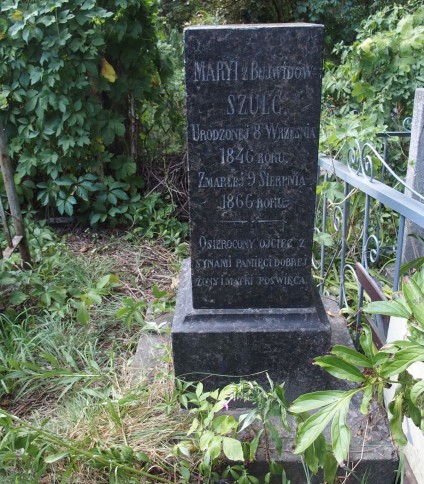 MARYI z BUJWIDÓW
SZULC
URODZONEJ 8 WRZEŚNIA
1846 ROKU,
ZMARŁEJ 9 SIERPNIA
1866 ROKU.
OSIEROCONY OJCIEC Z
SYNAMI PAMIĘCI DOBREJ
ŻONY I MATKI POŚWIĘCA.